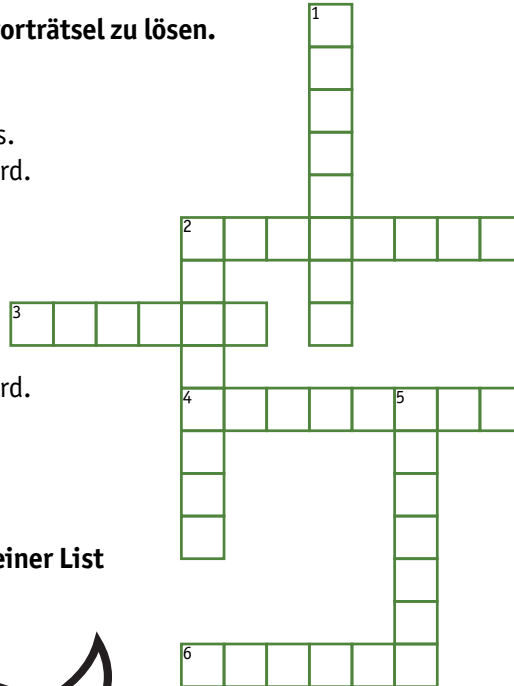 orträtsel zu lösen.
1
s.
rd.
2
3
rd.
4 5
einer List
6